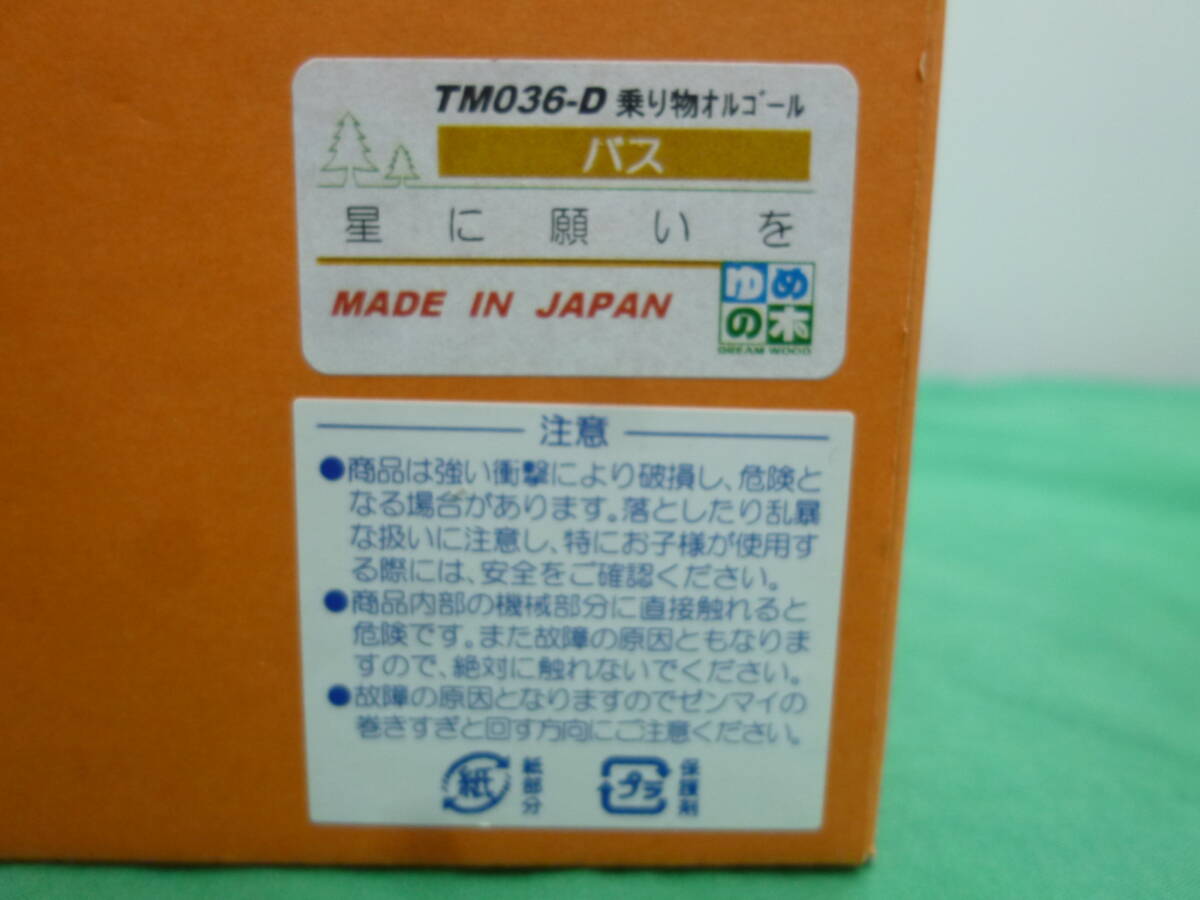 TM036-D 乗り物オルゴール
バス
星に願いを
MADE IN JAPAN
ゆめ
の木
DREAM WOOD
注意
●商品は強い衝撃により破損し、危険と
なる場合があります。落としたり乱暴
な扱いに注意し、特にお子様が使用す
る際には、安全をご確認ください。
●商品内部の機械部分に直接触れると
危険です。また故障の原因ともなりま
すので、絶対に触れないでください。
●故障の原因となりますのでゼンマイの
巻きすぎと回す方向にご注意ください。
紙 紙部分
プラ 保護剤